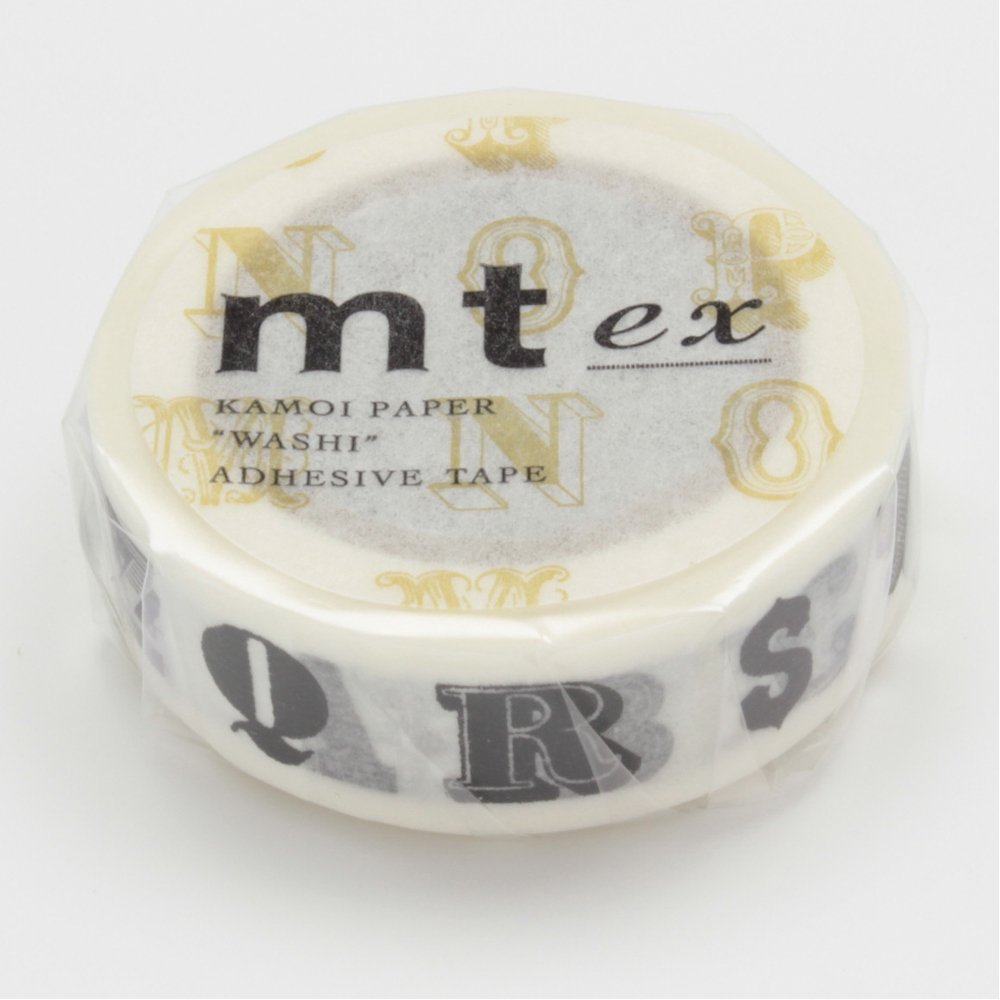 N O P
mt ex
KAMOI PAPER
"WASHI"
ADHESIVE TAPE
M N O
Q R S